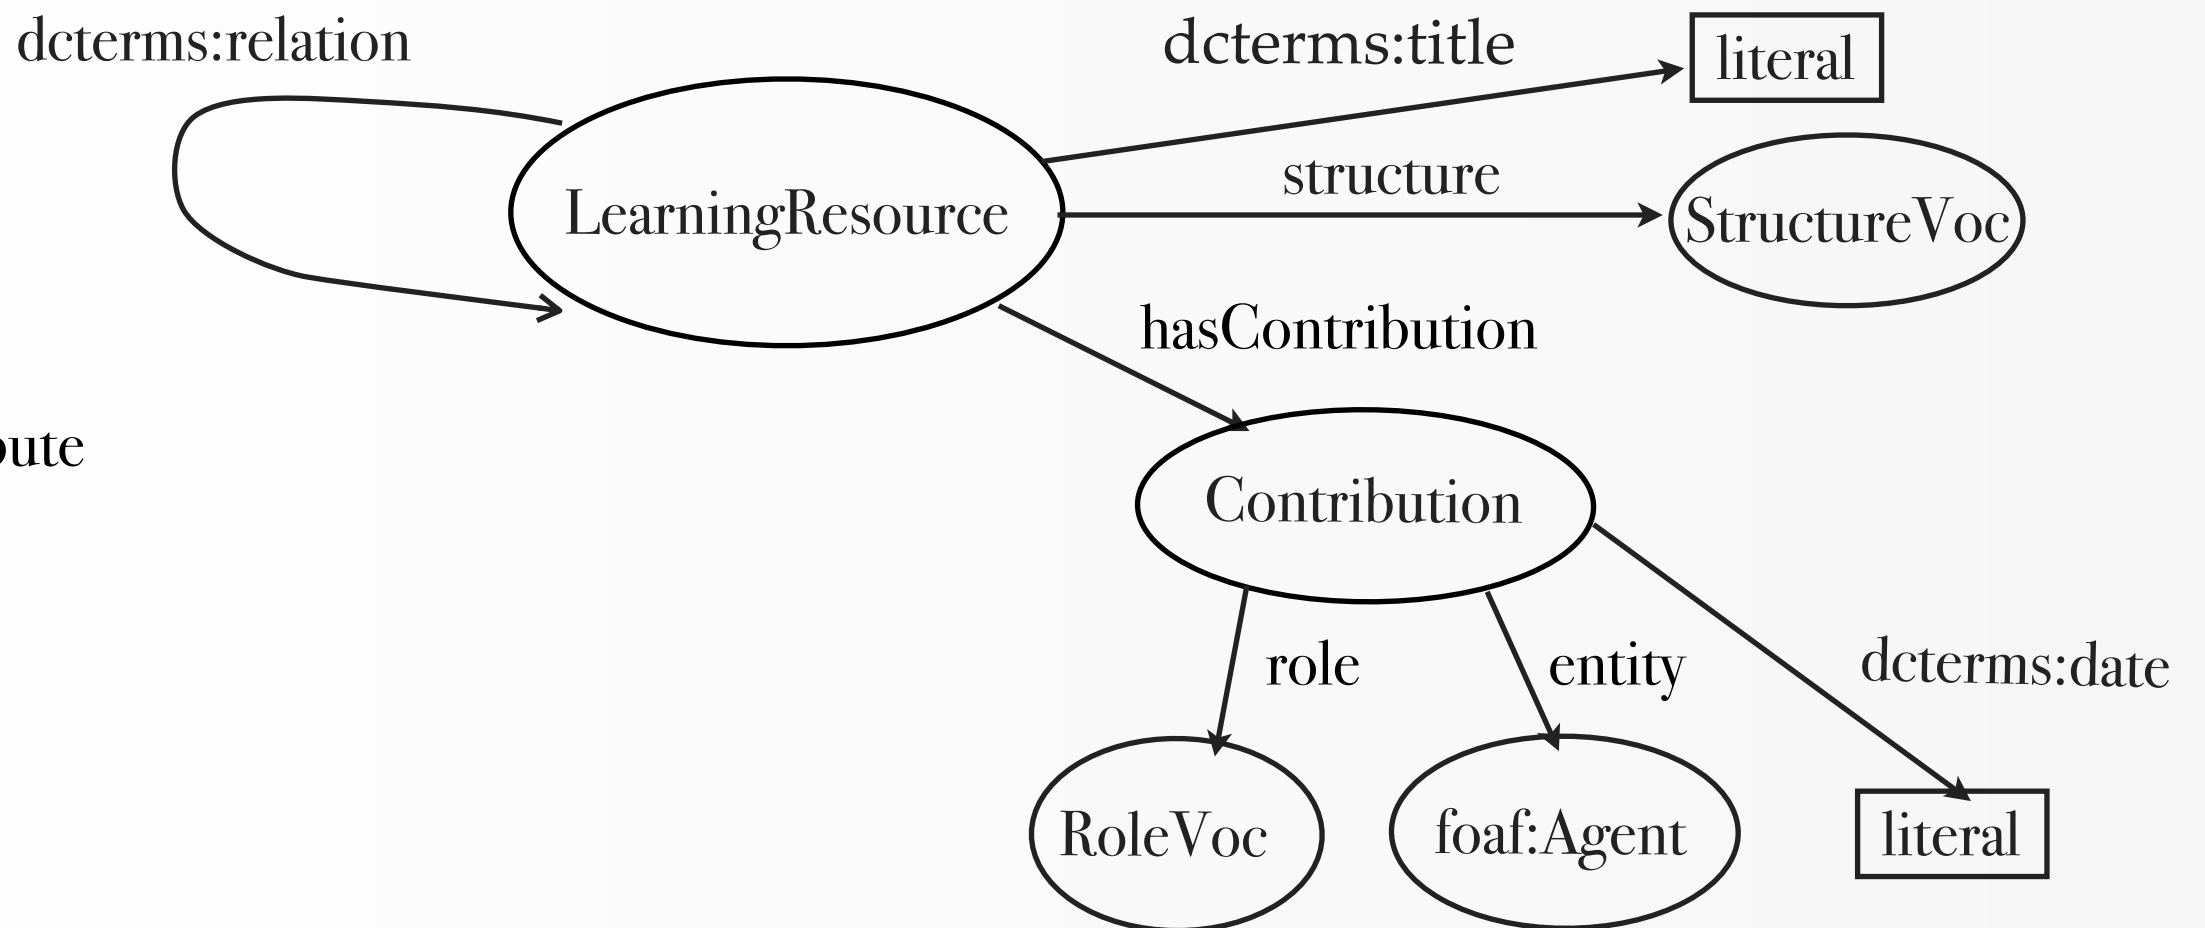 dcterms:relation
dcterms:title
literal
LearningResource
structure
StructureVoc
hasContribution
Contribution
role
entity
dcterms:date
RoleVoc
foaf:Agent
literal